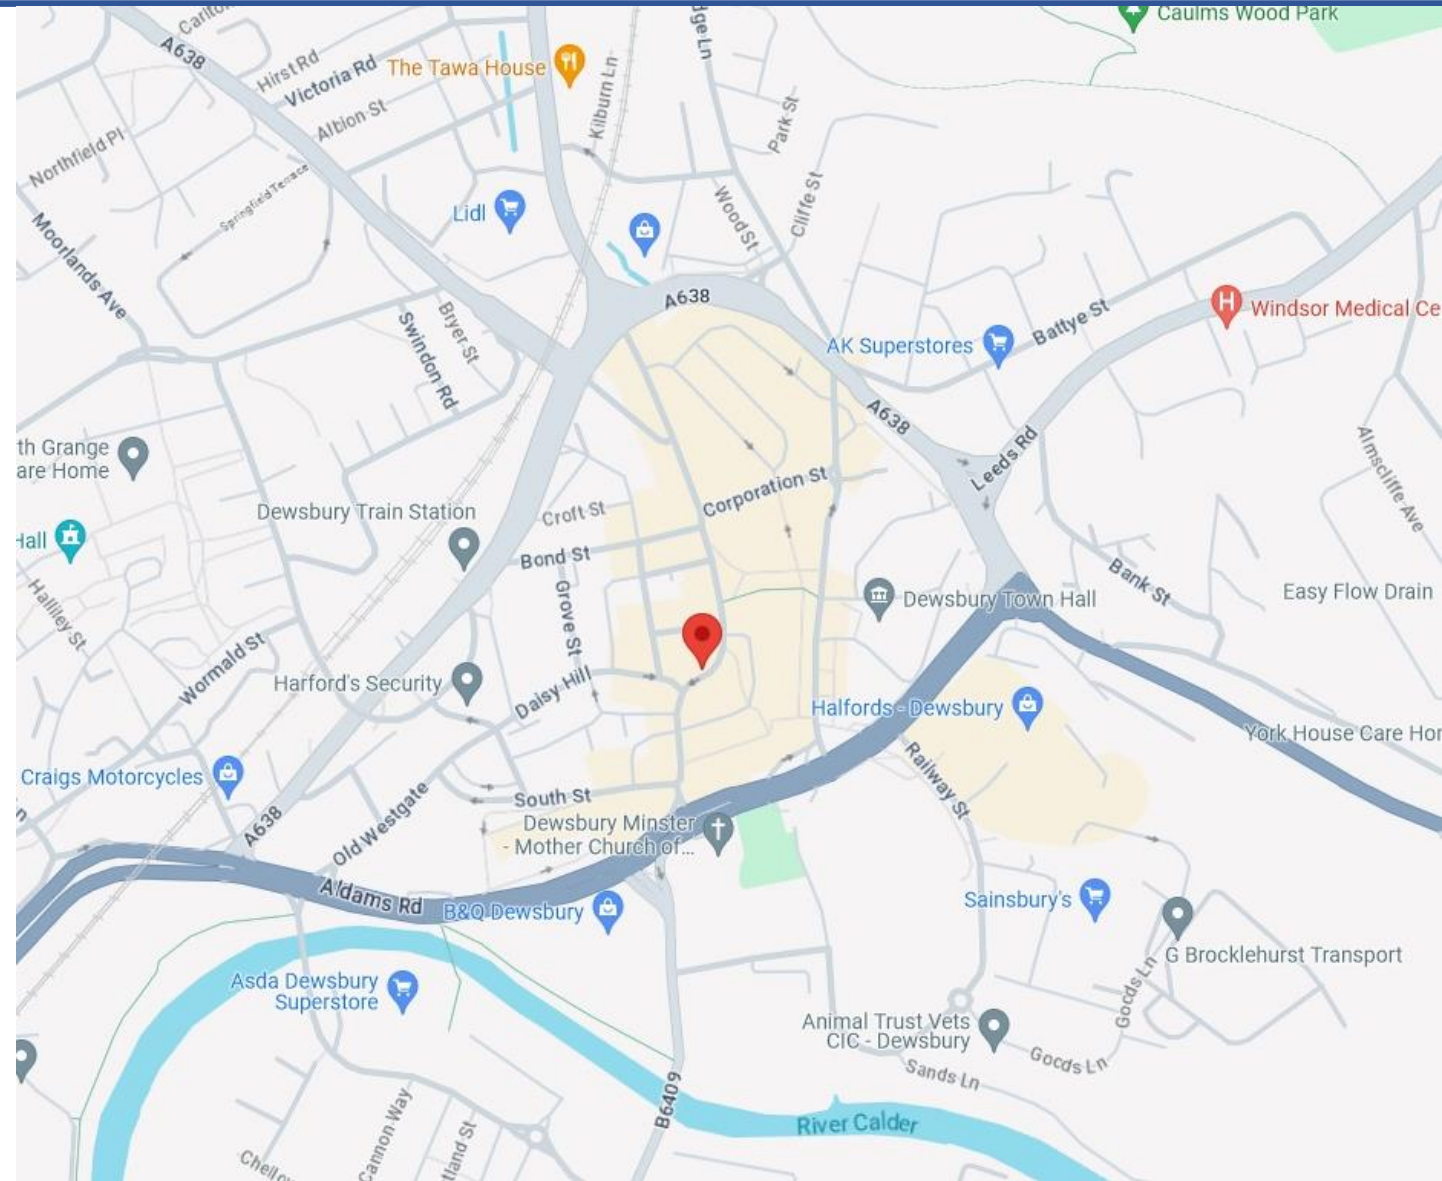 Caulms Wood Park
A638
Hirst Rd
Victoria Rd
The Tawa House
Albion St
Kilburn Ln
Park St
Northfield Pl
Springfield Terrace
Lidl
Wood St
Cliffe St
Moorlands Ave
A638
Swindon Rd
Bryer St
AK Superstores
Battye St
Windsor Medical Ce
A638
Leeds Rd
Almscliffe Ave
th Grange
are Home
Corporation St
Dewsbury Train Station
Croft St
Hall
Bond St
Grove St
Bank St
Easy Flow Drain
Dewsbury Town Hall
Halliley St
Wormald St
Harford's Security
Daisy Hill
Halfords - Dewsbury
York House Care Hor
Craigs Motorcycles
Railway St
South St
A638
Old Westgate
Dewsbury Minster
- Mother Church of...
Aldams Rd
B&Q Dewsbury
Sainsbury's
G Brocklehurst Transport
Asda Dewsbury
Superstore
Gocds Ln
Animal Trust Vets
CIC - Dewsbury
Gocds Ln
Sands Ln
B6409
River Calder
Cannon Way
tland St